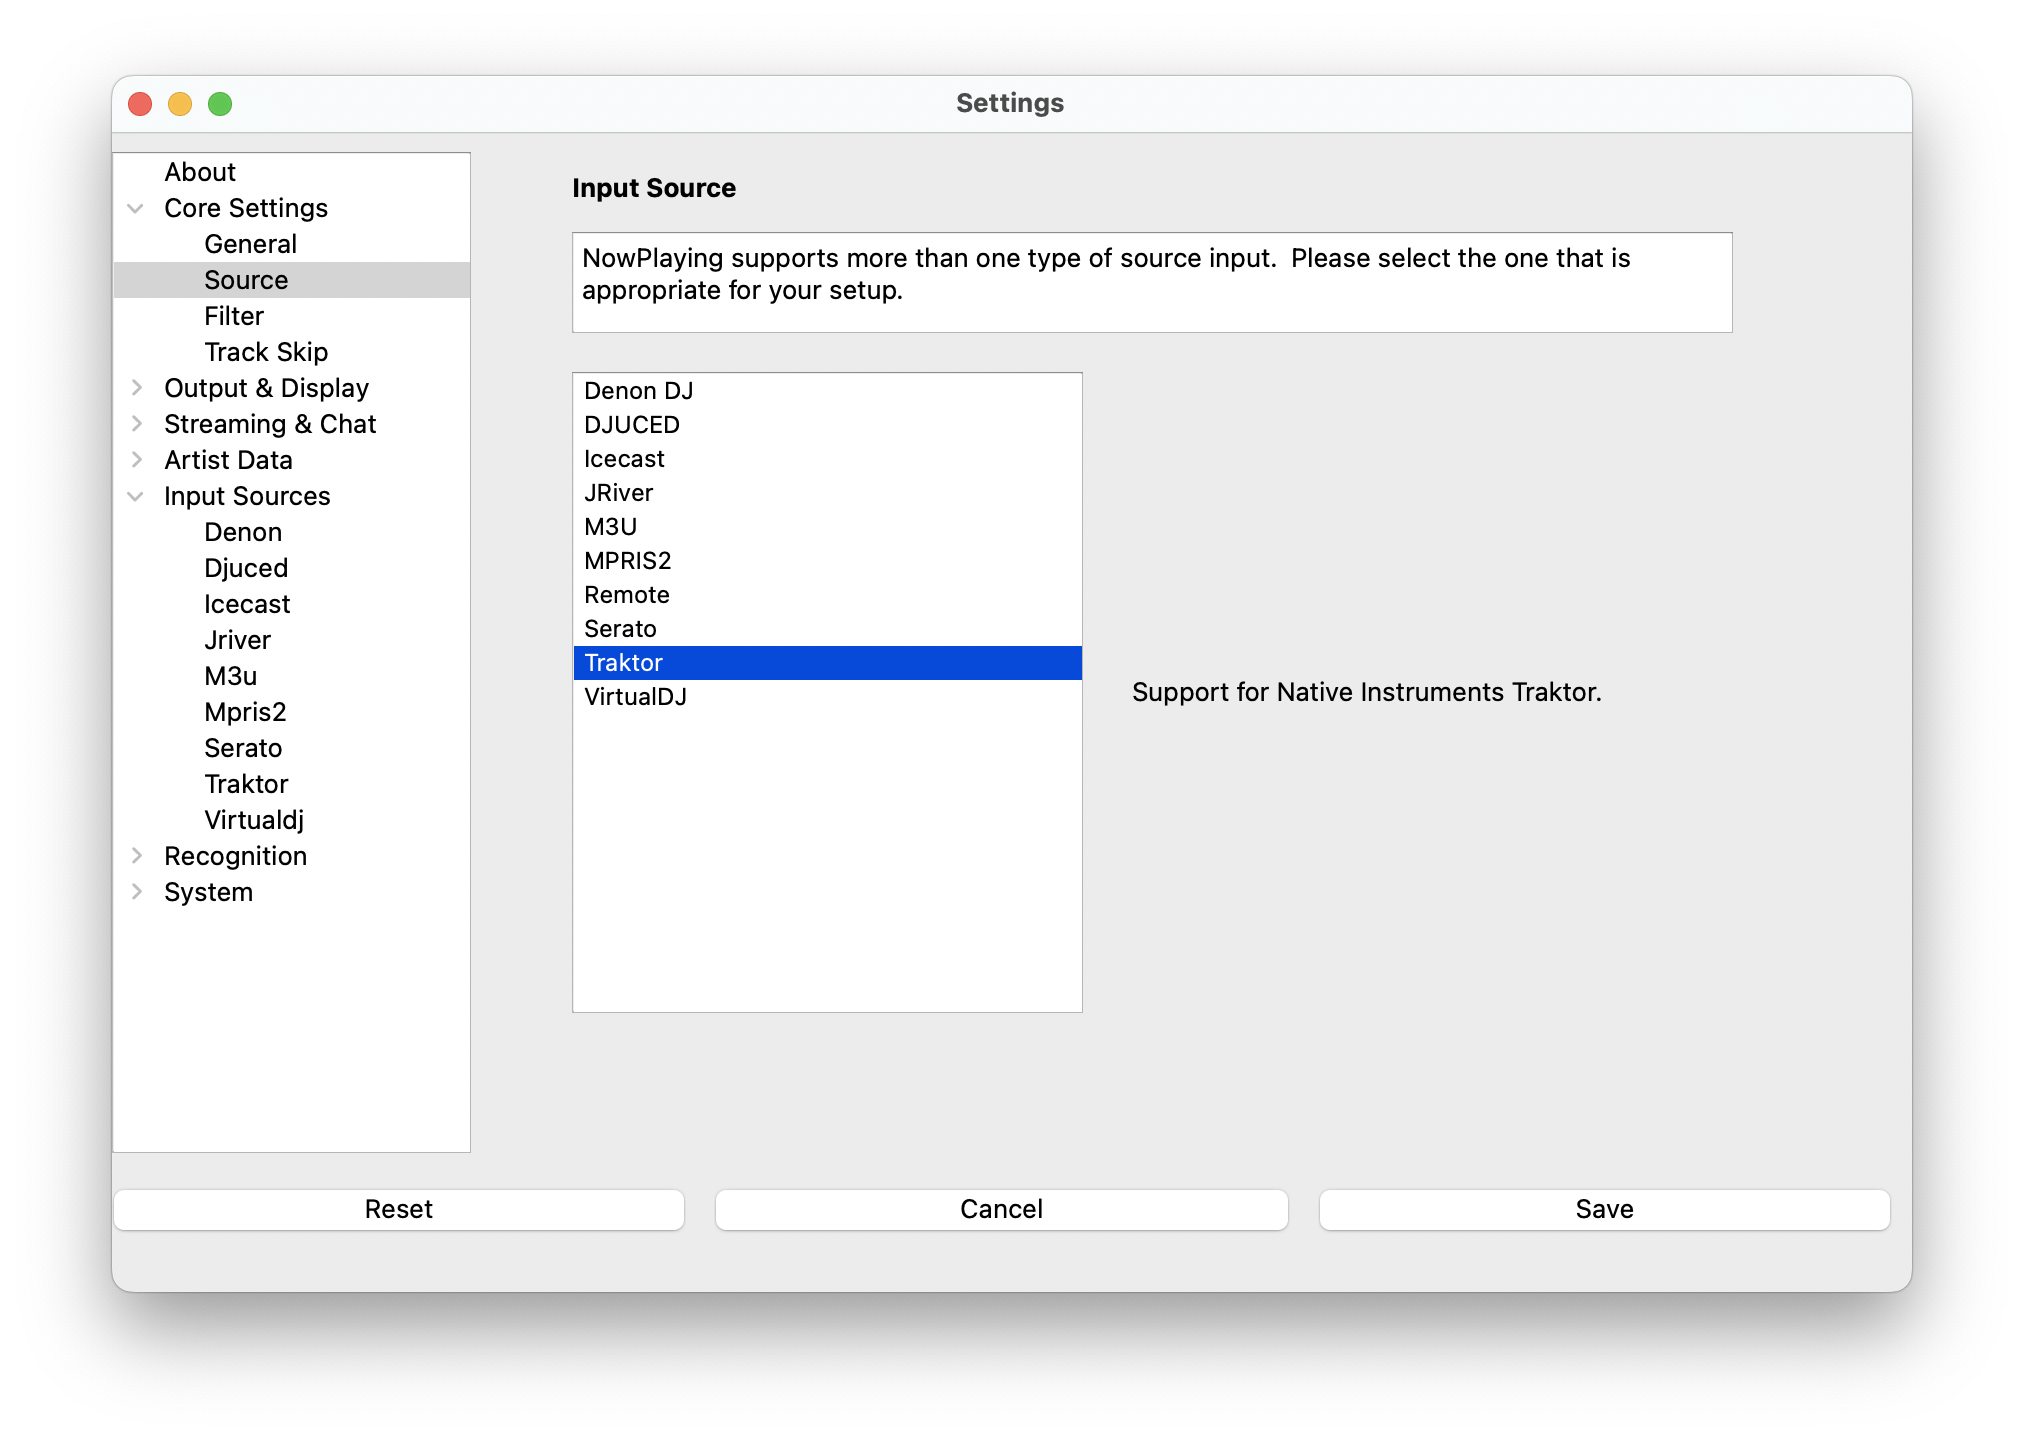 Settings
About
Core Settings
General
Source
Filter
Track Skip
Output & Display
Streaming & Chat
Artist Data
Input Sources
Denon
Djuced
Icecast
Jriver
M3u
Mpris2
Serato
Traktor
Virtualdj
Recognition
System
Input Source
NowPlaying supports more than one type of source input.  Please select the one that is
appropriate for your setup.
Denon DJ
DJUCED
Icecast
JRiver
M3U
MPRIS2
Remote
Serato
Traktor
VirtualDJ
Support for Native Instruments Traktor.
Reset
Cancel
Save